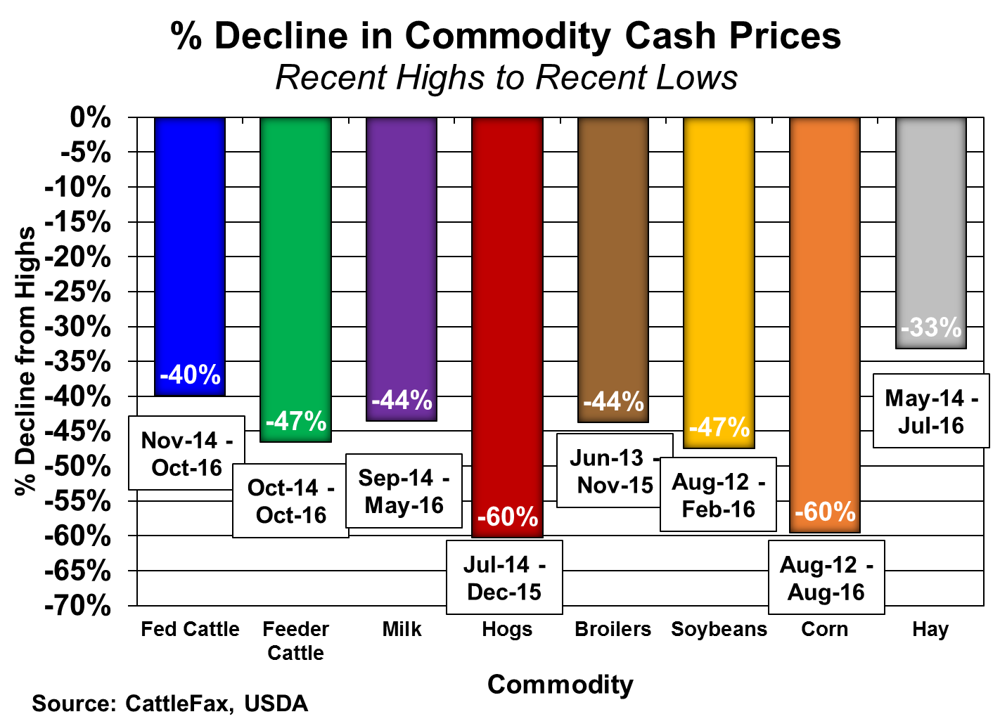 % Decline in Commodity Cash Prices
Recent Highs to Recent Lows
% Decline from Highs
0%
-5%
-10%
-15%
-20%
-25%
-30%
-35%
-40%
-45%
-50%
-55%
-60%
-65%
-70%
-40%
-47%
-44%
-60%
-44%
-47%
-60%
-33%
Nov-14 -
Oct-16
Oct-14 -
Oct-16
Sep-14 -
May-16
Jul-14 -
Dec-15
Jun-13 -
Nov-15
Aug-12 -
Feb-16
Aug-12 -
Aug-16
May-14 -
Jul-16
Fed Cattle
Feeder
Cattle
Milk
Hogs
Broilers
Soybeans
Corn
Hay
Commodity
Source: CattleFax, USDA